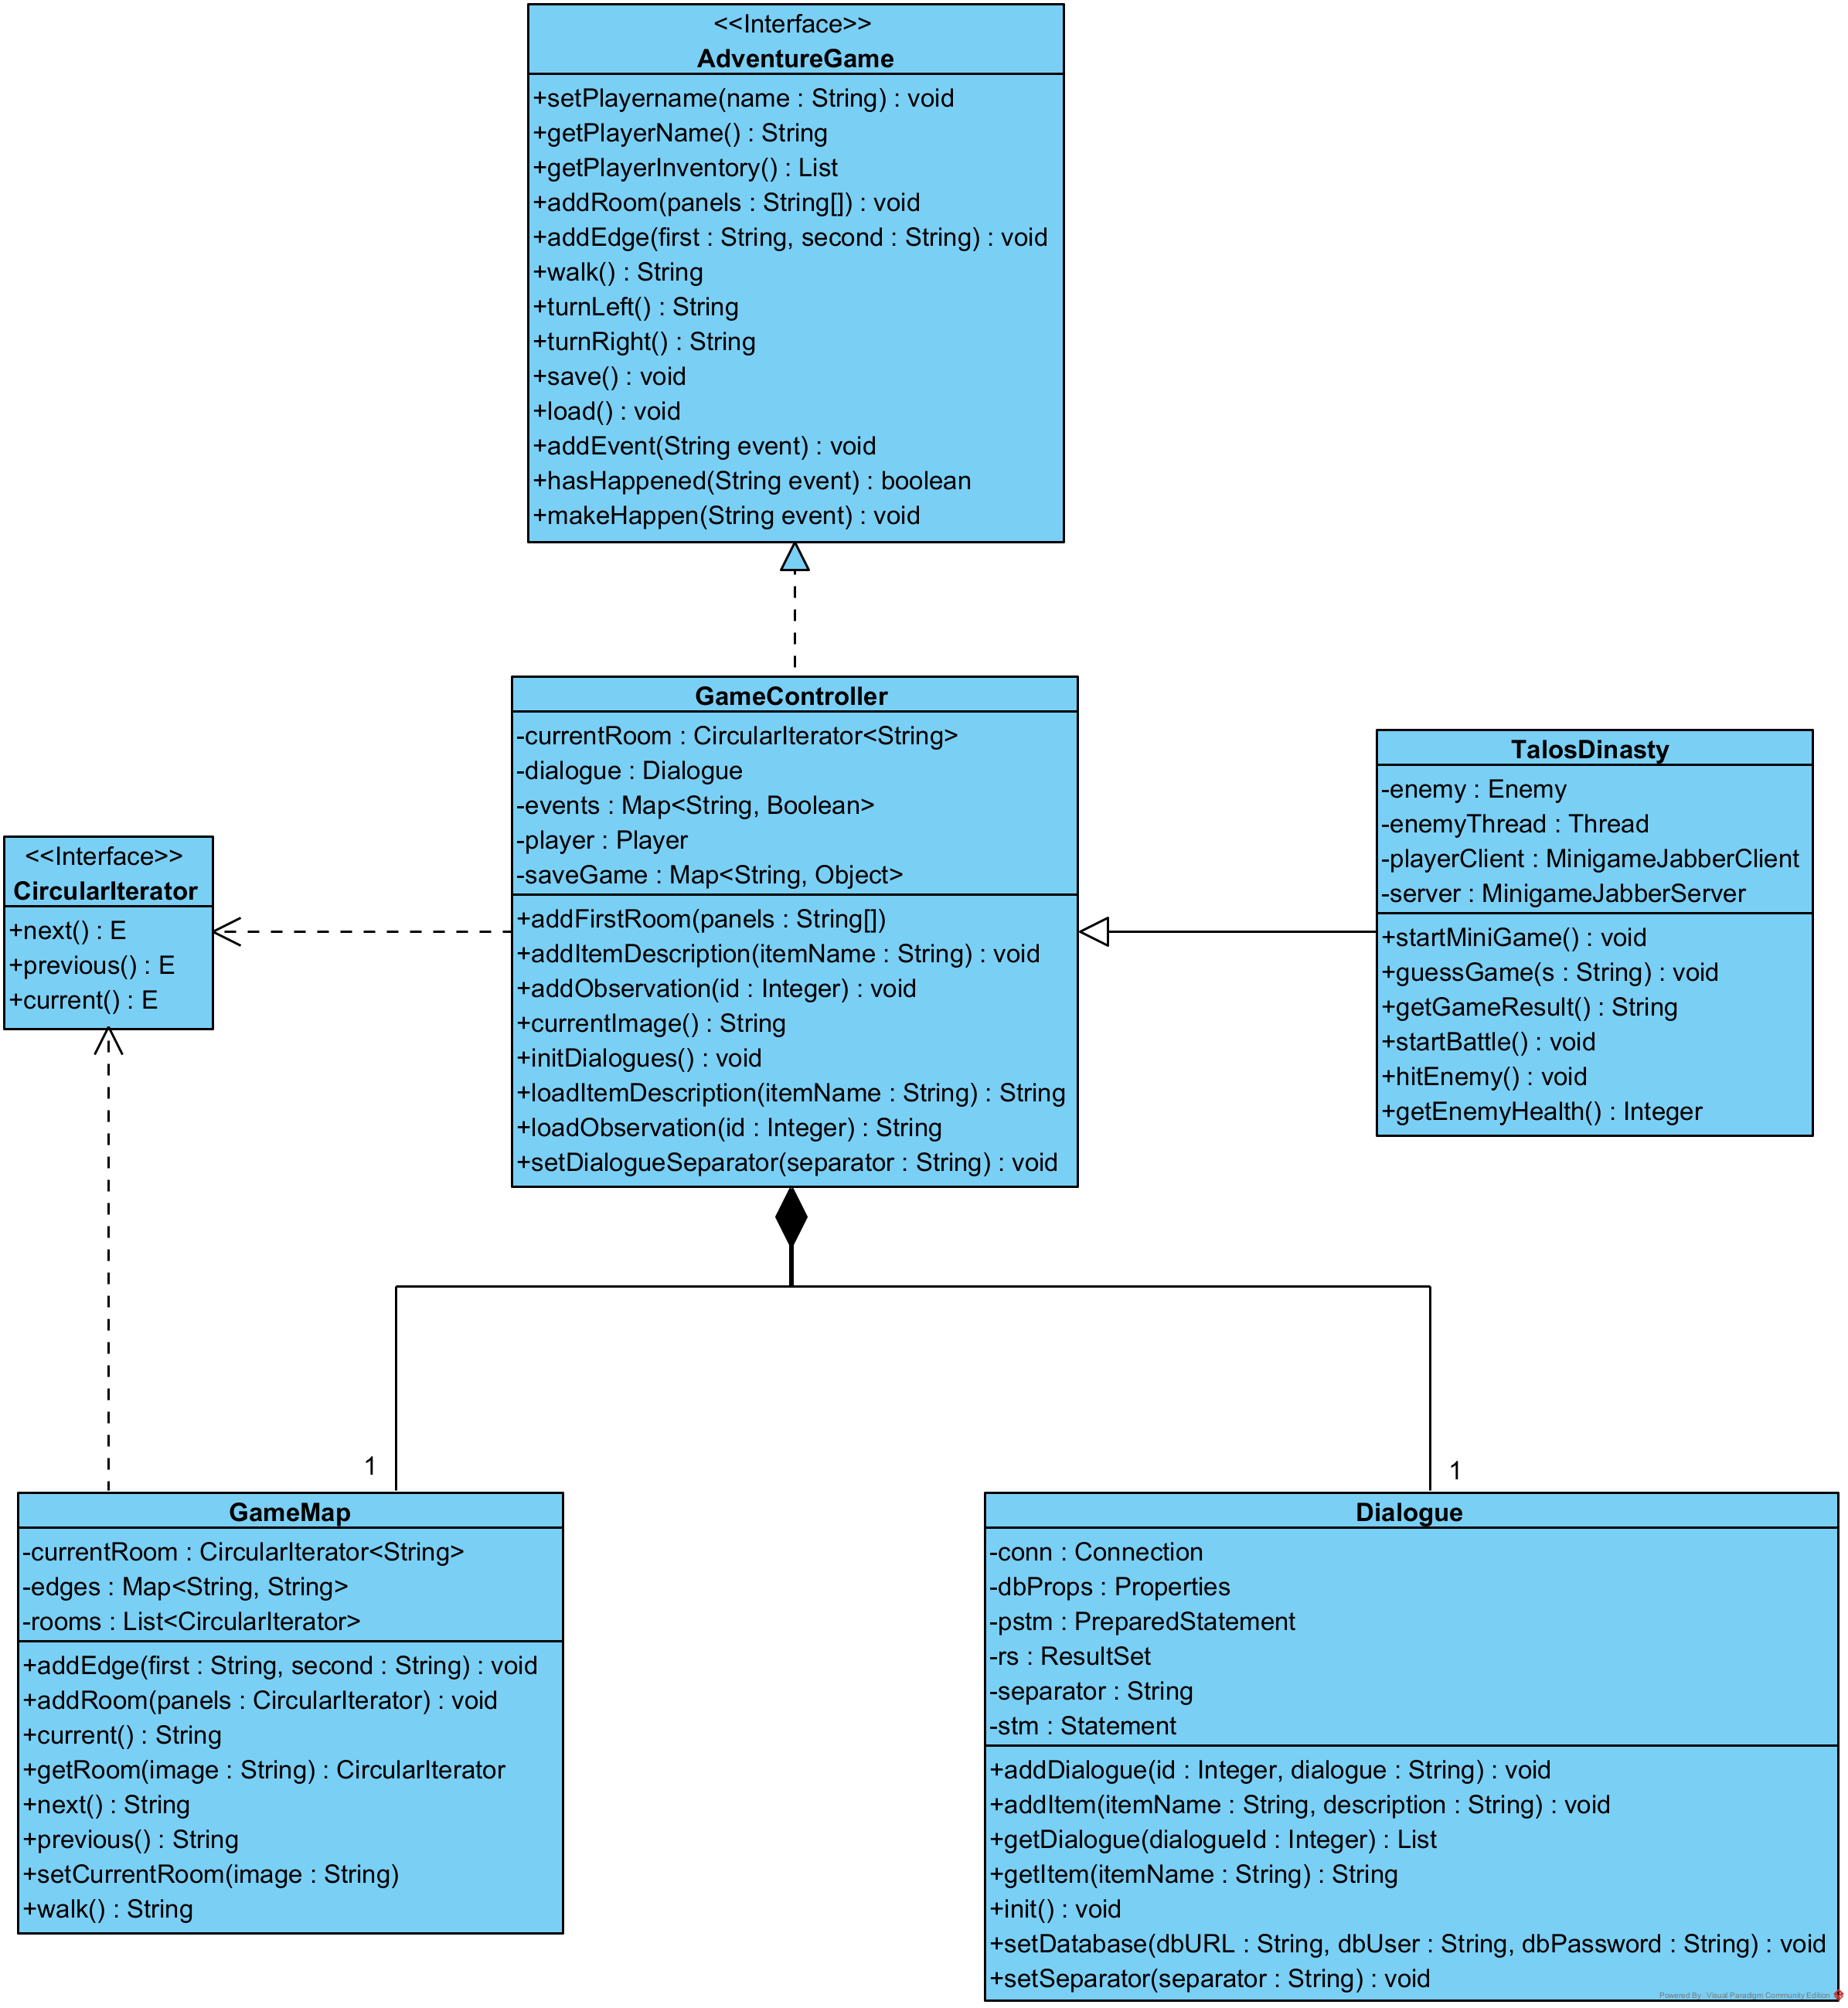 <<Interface>>
AdventureGame
+setPlayername(name : String) : void
+getPlayerName() : String
+getPlayerInventory() : List
+addRoom(panels : String[]) : void
+addEdge(first : String, second : String) : void
+walk() : String
+turnLeft() : String
+turnRight() : String
+save() : void
+load() : void
+addEvent(String event) : void
+hasHappened(String event) : boolean
+makeHappen(String event) : void
<<Interface>>
CircularIterator
+next() : E
+previous() : E
+current() : E
GameController
-currentRoom : CircularIterator<String>
-dialogue : Dialogue
-events : Map<String, Boolean>
-player : Player
-saveGame : Map<String, Object>
+addFirstRoom(panels : String[])
+addItemDescription(itemName : String) : void
+addObservation(id : Integer) : void
+currentImage() : String
+initDialogues() : void
+loadItemDescription(itemName : String) : String
+loadObservation(id : Integer) : String
+setDialogueSeparator(separator : String) : void
TalosDinasty
-enemy : Enemy
-enemyThread : Thread
-playerClient : MinigameJabberClient
-server : MinigameJabberServer
+startMiniGame() : void
+guessGame(s : String) : void
+getGameResult() : String
+startBattle() : void
+hitEnemy() : void
+getEnemyHealth() : Integer
1
1
GameMap
-currentRoom : CircularIterator<String>
-edges : Map<String, String>
-rooms : List<CircularIterator>
+addEdge(first : String, second : String) : void
+addRoom(panels : CircularIterator) : void
+current() : String
+getRoom(image : String) : CircularIterator
+next() : String
+previous() : String
+setCurrentRoom(image : String)
+walk() : String
Dialogue
-conn : Connection
-dbProps : Properties
-pstm : PreparedStatement
-rs : ResultSet
-separator : String
-stm : Statement
+addDialogue(id : Integer, dialogue : String) : void
+addItem(itemName : String, description : String) : void
+getDialogue(dialogueId : Integer) : List
+getItem(itemName : String) : String
+init() : void
+setDatabase(dbURL : String, dbUser : String, dbPassword : String) : void
+setSeparator(separator : String) : void
Powered By: Visual Paradigm Community Edition